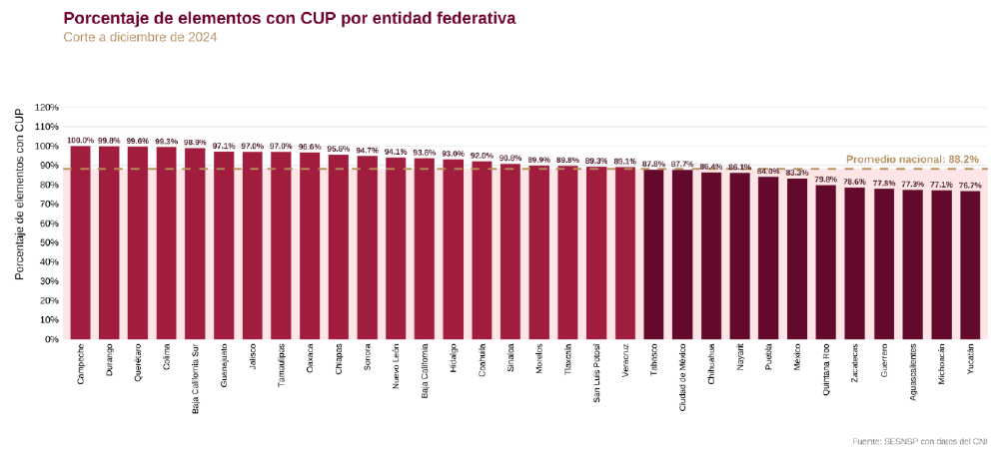 Porcentaje de elementos con CUP por entidad federativa
Corte a diciembre de 2024
Porcentaje de elementos con CUP
120%
110%
100%
90%
80%
70%
60%
50%
40%
30%
20%
10%
0%
100.0% 99.8% 99.6% 99.3% 98.9% 97.1% 97.0% 97.0% 96.6% 95.6% 94.7% 94.1% 93.6% 93.0% 92.0% 90.8% 89.9% 89.8% 89.3% 89.1% 87.8% 87.7% 86.4% 86.1% 84.0% 83.3% 79.8% 78.6% 77.8% 77.3% 77.1% 76.7%
Promedio nacional: 88.2%
Campeche
Durango
Querétaro
Colima
Baja California Sur
Guanajuato
Jalisco
Tamaulipas
Oaxaca
Chiapas
Sonora
Nuevo León
Baja California
Hidalgo
Coahuila
Sinaloa
Morelos
Tlaxcala
San Luis Potosí
Veracruz
Tabasco
Ciudad de México
Chihuahua
Nayarit
Puebla
México
Quintana Roo
Zacatecas
Guerrero
Aguascalientes
Michoacán
Yucatán
Fuente: SESNSP con datos del CNI